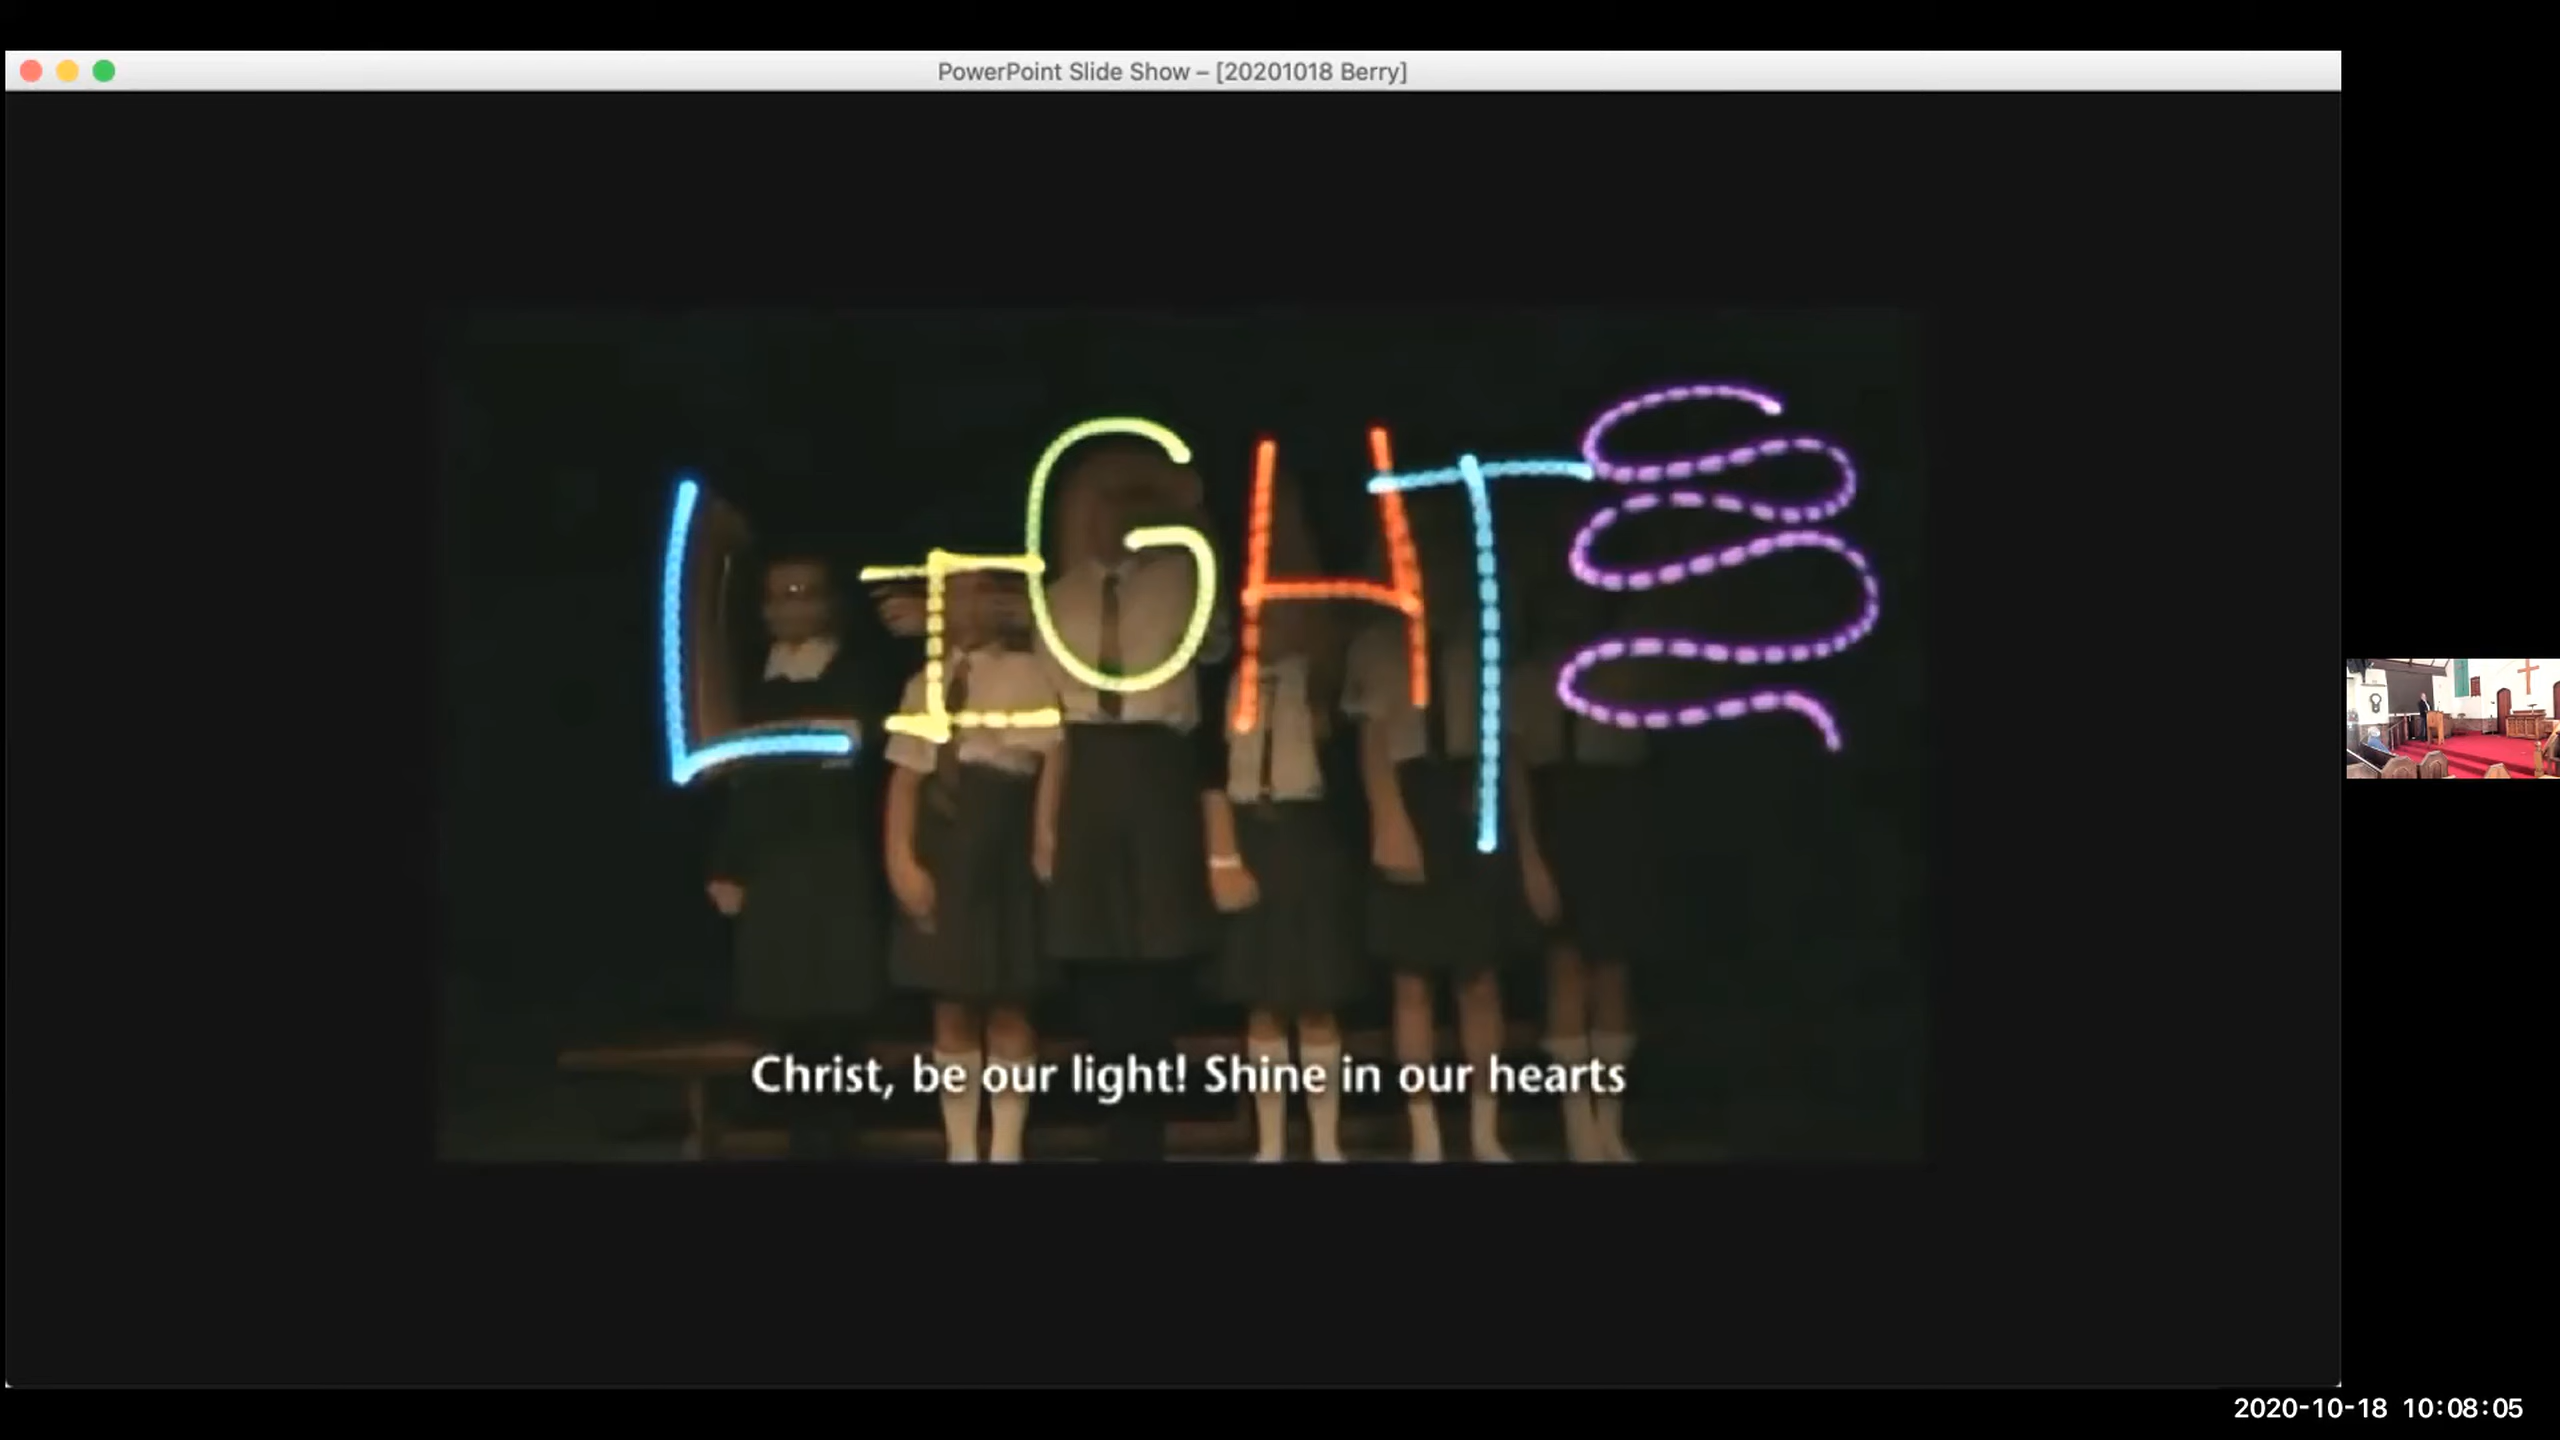 PowerPoint Slide Show – [20201018 Berry]
LIGHT
Christ, be our light! Shine in our hearts
2020-10-18 10:08:05